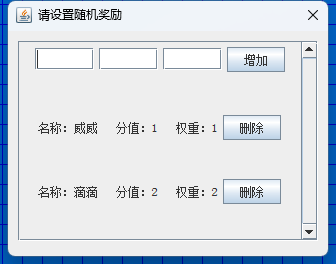 请设置随机奖励
增加
名称：威威 分值：1 权重：1 删除
名称：滴滴 分值：2 权重：2 删除